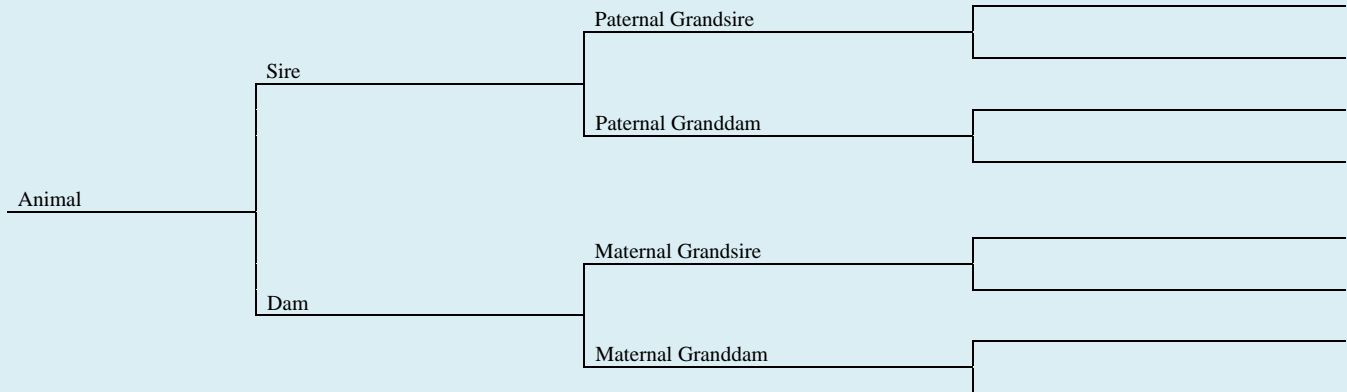 Paternal Grandsire
Sire
Paternal Granddam
Animal
Maternal Grandsire
Dam
Maternal Granddam